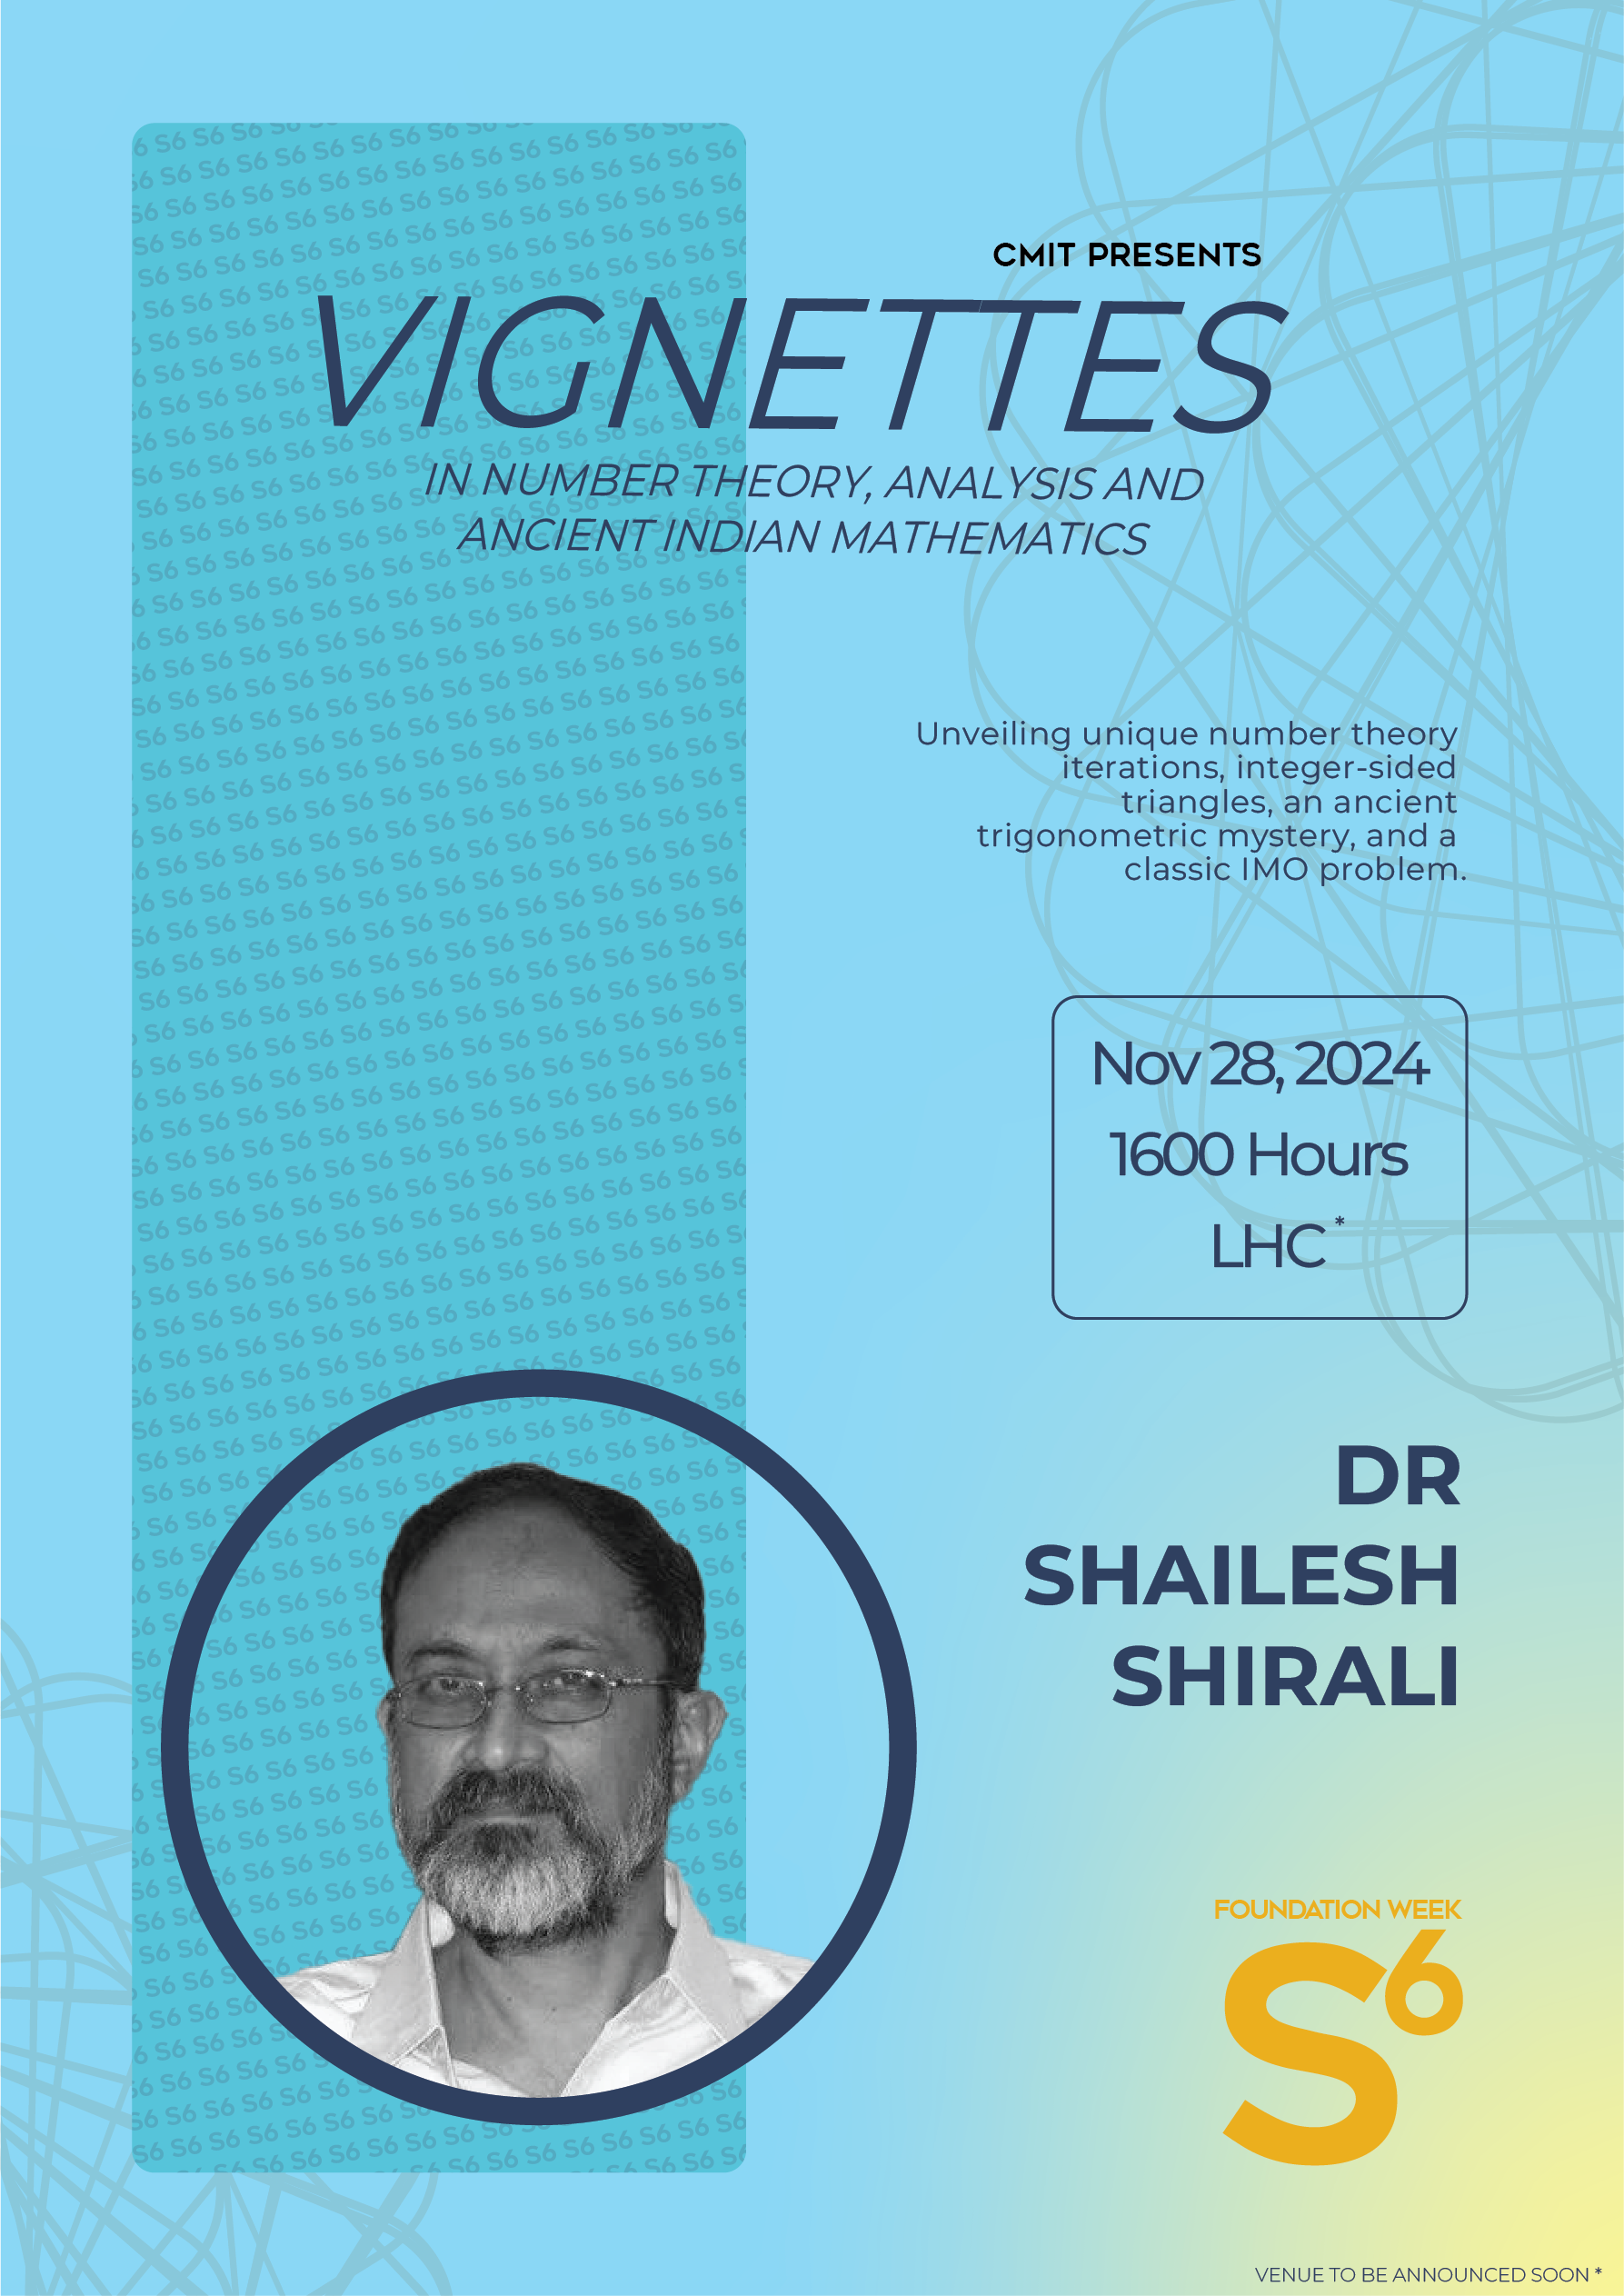 CMIT PRESENTS
VIGNETTES
IN NUMBER THEORY, ANALYSIS AND
ANCIENT INDIAN MATHEMATICS
Unveiling unique number theory
iterations, integer-sided
triangles, an ancient
trigonometric mystery, and a
classic IMO problem.
Nov 28, 2024
1600 Hours
LHC *
DR
SHAILESH
SHIRALI
FOUNDATION WEEK
S6
VENUE TO BE ANNOUNCED SOON *